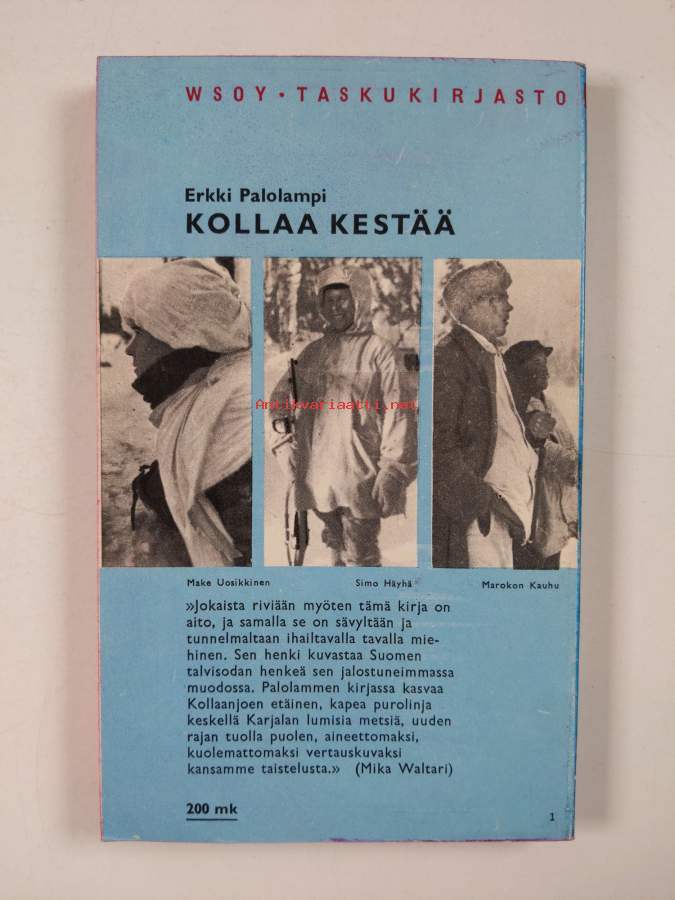 WSOY · TASKUKIRJASTO
Erkki Palolampi
KOLLAA KESTÄÄ
Antikvariaatti.net
Make Uosikkinen
Simo Häyhä
Marokon Kauhu
»Jokaista riviään myöten tämä kirja on
aito, ja samalla se on sävyltään ja
tunnelmaltaan ihailtavalla tavalla mie-
hinen. Sen henki kuvastaa Suomen
talvisodan henkeä sen jalostuneimmassa
muodossa. Palolammen kirjassa kasvaa
Kollaanjoen etäinen, kapea purolinja
keskellä Karjalan lumisia metsiä, uuden
rajan tuolla puolen, aineettomaksi,
kuolemattomaksi vertauskuvaksi
kansamme taistelusta.» (Mika Waltari)
200 mk
1